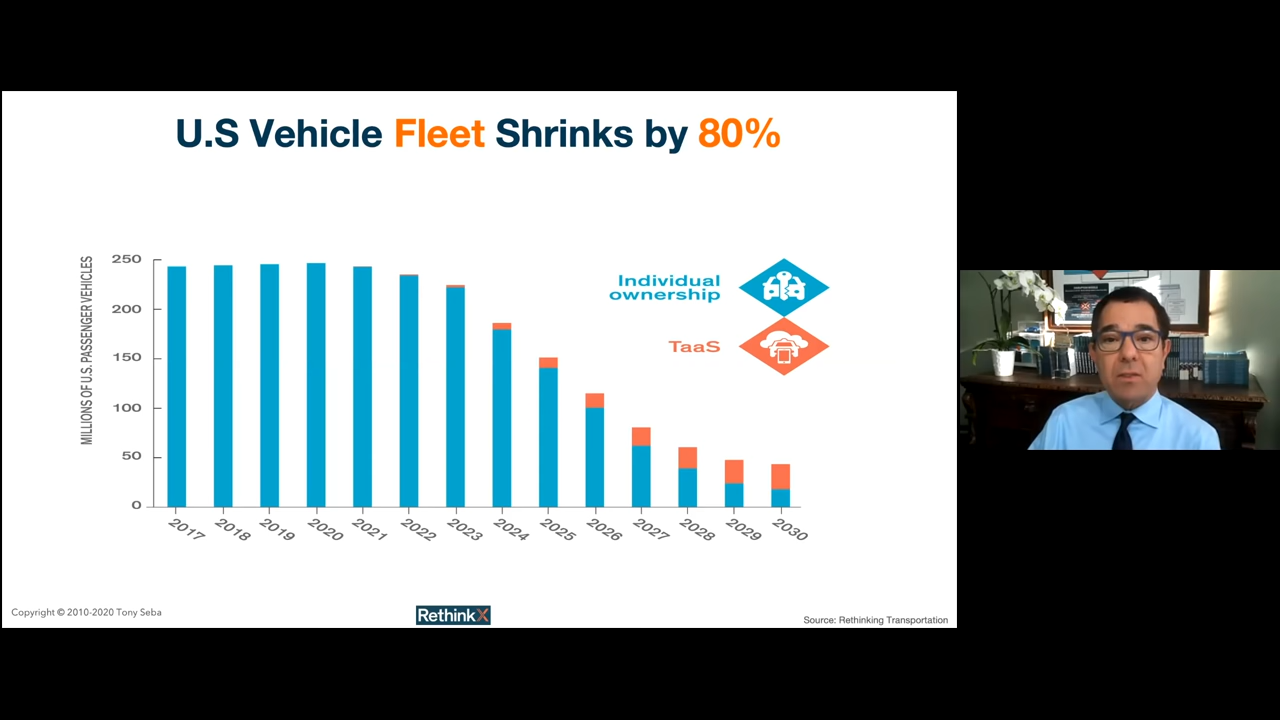 U.S Vehicle Fleet Shrinks by 80%
MILLIONS OF U.S. PASSENGER VEHICLES
250
200
150
100
50
0
Individual
ownership
TaaS
2017
2018
2019
2020
2021
2022
2023
2024
2025
2026
2027
2028
2029
2030
Copyright © 2010-2020 Tony Seba
RethinkX
Source: Rethinking Transportation